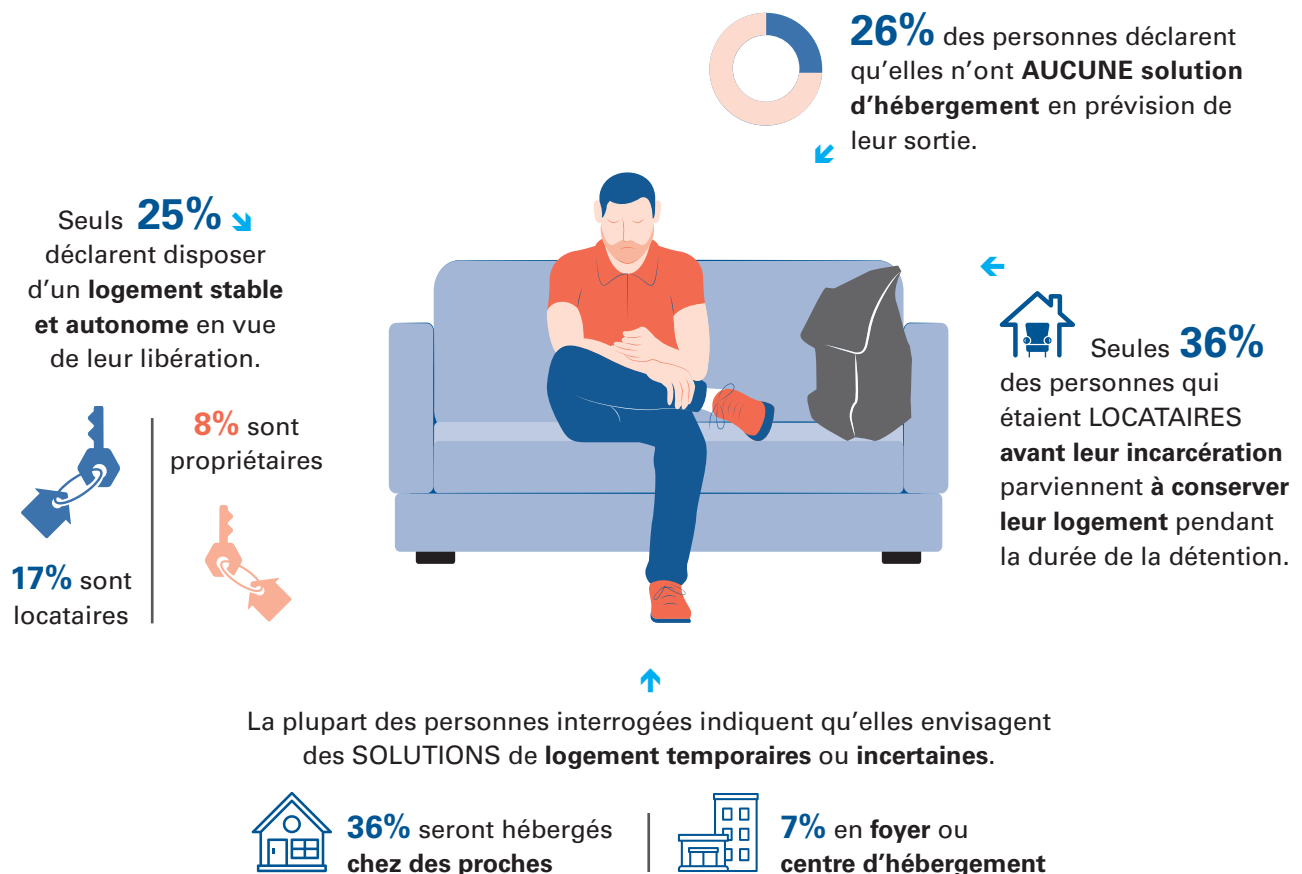 26% des personnes déclarent
qu'elles n'ont AUCUNE solution
d'hébergement en prévision de
leur sortie.
Seuls 25%
déclarent disposer
d'un logement stable
et autonome en vue
de leur libération.
8% sont
propriétaires
17% sont
locataires
Seules 36%
des personnes qui
étaient LOCATAIRES
avant leur incarcération
parviennent à conserver
leur logement pendant
la durée de la détention.
La plupart des personnes interrogées indiquent qu'elles envisagent
des SOLUTIONS de logement temporaires ou incertaines.
36% seront hébergés
chez des proches
7% en foyer ou
centre d'hébergement